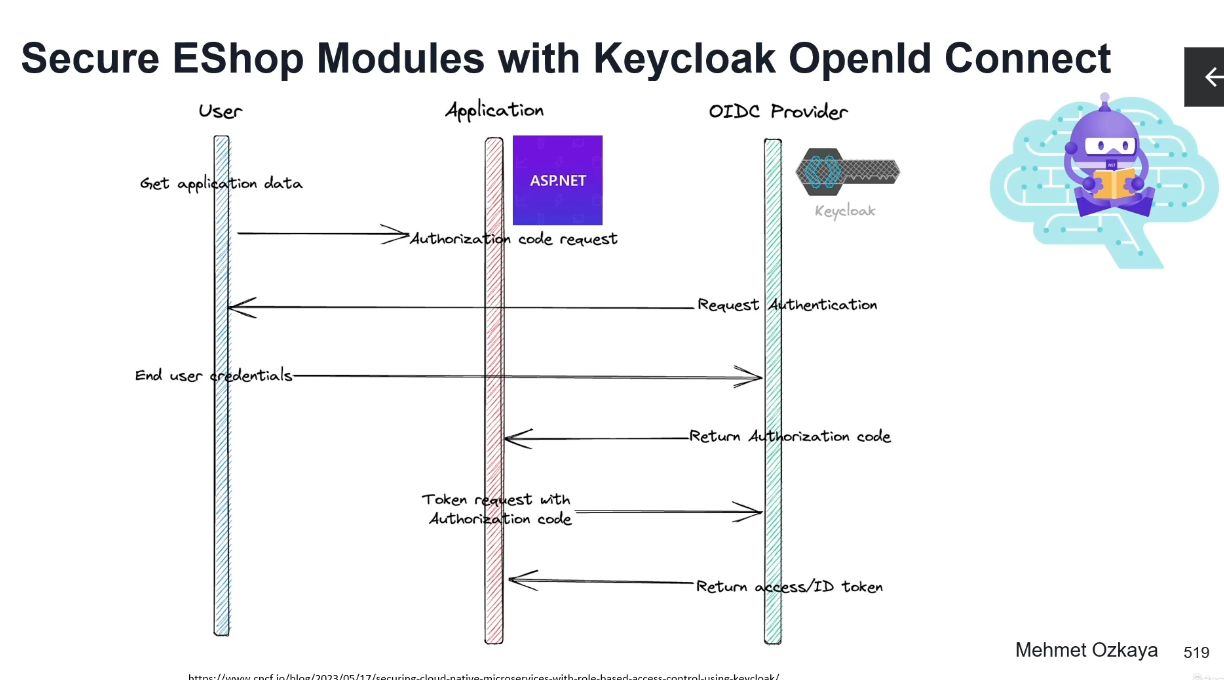 Secure EShop Modules with Keycloak OpenId Connect
User
Application
OIDC Provider
ASP.NET
Keycloak
Get application data
Authorization code request
Request Authentication
End user credentials
Return Authorization code
Token request with
Authorization code
Return access/ID token
Mehmet Ozkaya
519
https://www.cncf.io/blog/2023/05/17/securing-cloud-native-microservices-with-role-based-access-control-using-keycloak/